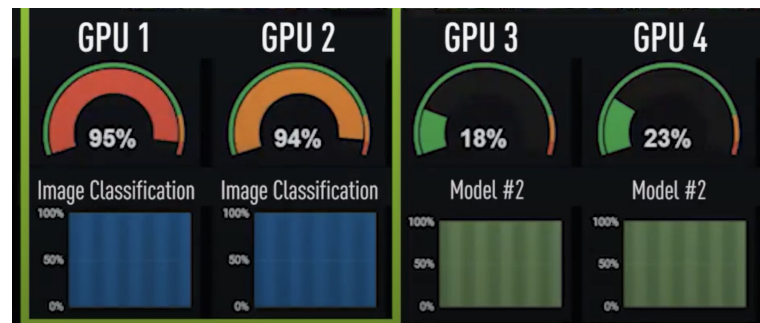 GPU 1 GPU 2 GPU 3 GPU 4
95% 94% 18% 23%
Image Classification Image Classification Model #2 Model #2
100% 100% 100% 100%
50% 50% 50% 50%
0% 0% 0% 0%